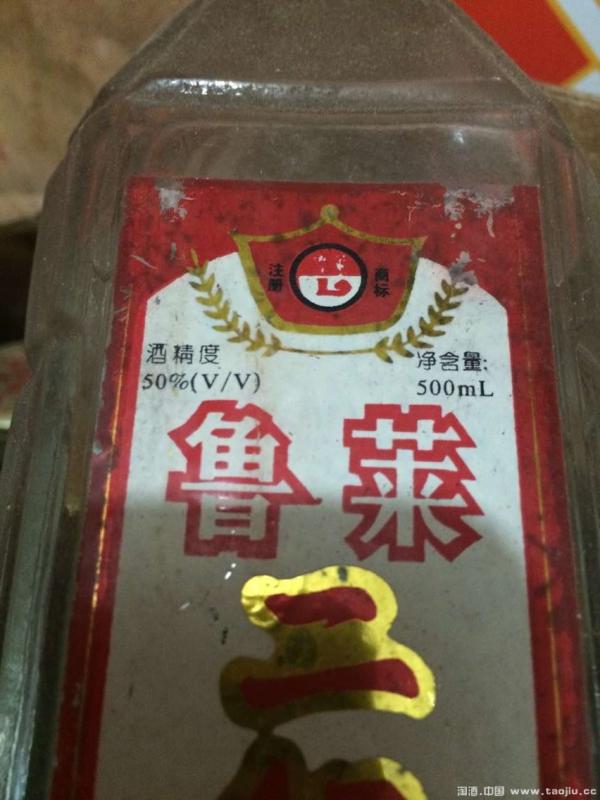 注册 商标
酒精度 净含量:
50%(V/V) 500mL
鲁莱
二
淘酒.中国 www.taojiu.cc